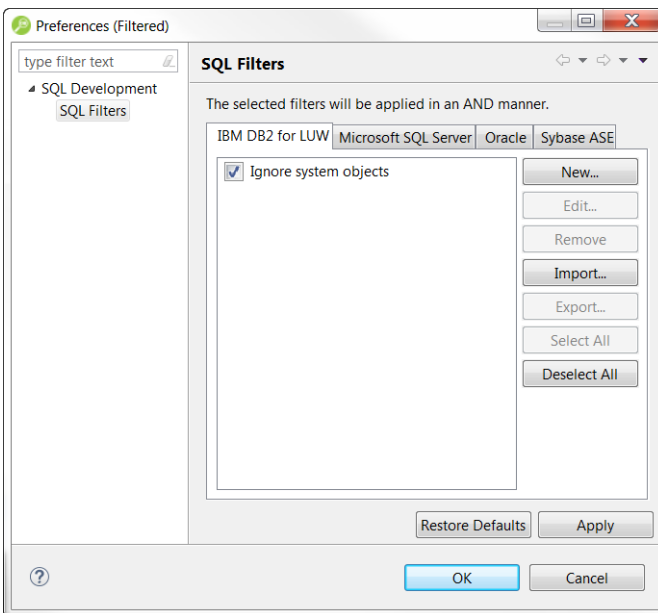 Preferences (Filtered)
type filter text
SQL Development
SQL Filters
SQL Filters
The selected filters will be applied in an AND manner.
IBM DB2 for LUW Microsoft SQL Server Oracle Sybase ASE
Ignore system objects
New...
Edit...
Remove
Import...
Export...
Select All
Deselect All
Restore Defaults Apply
? OK Cancel